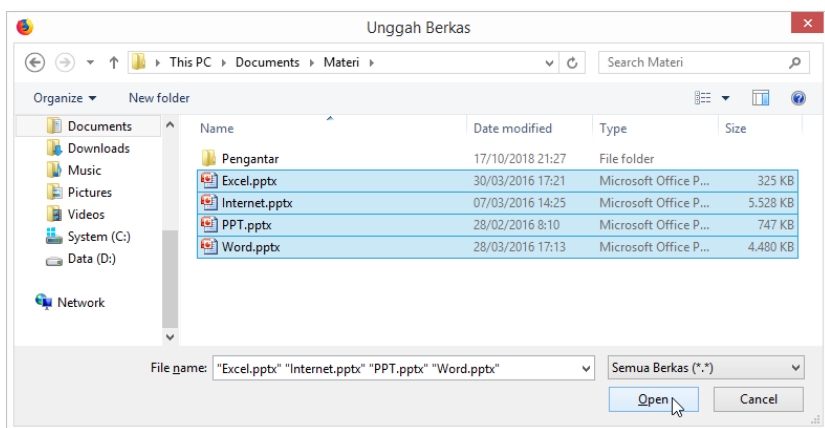 Unggah Berkas
This PC Documents Materi
Search Materi
Organize New folder
Documents
Downloads
Music
Pictures
Videos
System (C:)
Data (D:)
Network
Name Date modified Type Size
Pengantar 17/10/2018 21:27 File folder
Excel.pptx 30/03/2016 17:21 Microsoft Office P... 325 KB
Internet.pptx 07/03/2016 14:25 Microsoft Office P... 5.528 KB
PPT.pptx 28/02/2016 8:10 Microsoft Office P... 747 KB
Word.pptx 28/03/2016 17:13 Microsoft Office P... 4.480 KB
File name: "Excel.pptx" "Internet.pptx" "PPT.pptx" "Word.pptx" Semua Berkas (*.*)
Open Cancel